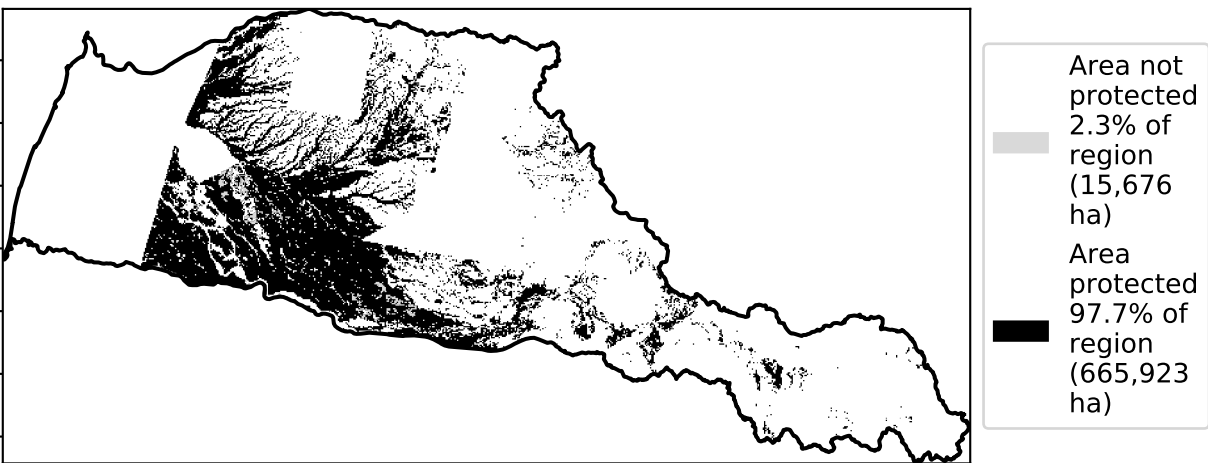 Area not
protected
2.3% of
region
(15,676
ha)
Area
protected
97.7% of
region
(665,923
ha)